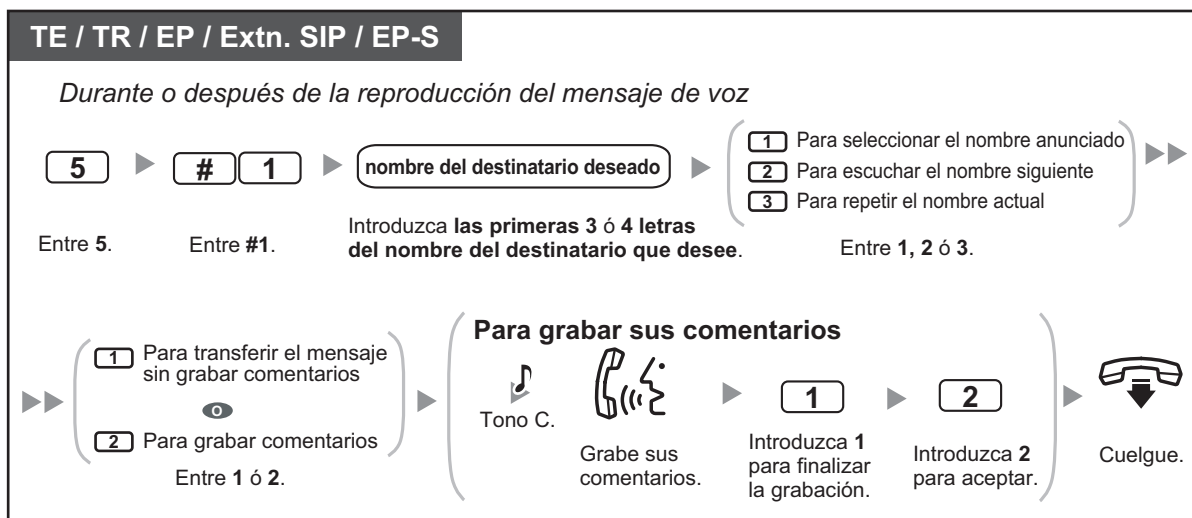 TE / TR / EP / Extn. SIP / EP-S
Durante o después de la reproducción del mensaje de voz
5
# 1
nombre del destinatario deseado
1 Para seleccionar el nombre anunciado
2 Para escuchar el nombre siguiente
3 Para repetir el nombre actual
Entre 5.
Entre #1.
Introduzca las primeras 3 ó 4 letras
del nombre del destinatario que desee.
Entre 1, 2 ó 3.
1 Para transferir el mensaje
sin grabar comentarios
O
2 Para grabar comentarios
Entre 1 ó 2.
Para grabar sus comentarios
Tono C.
Grabe sus
comentarios.
1
Introduzca 1
para finalizar
la grabación.
2
Introduzca 2
para aceptar.
Cuelgue.